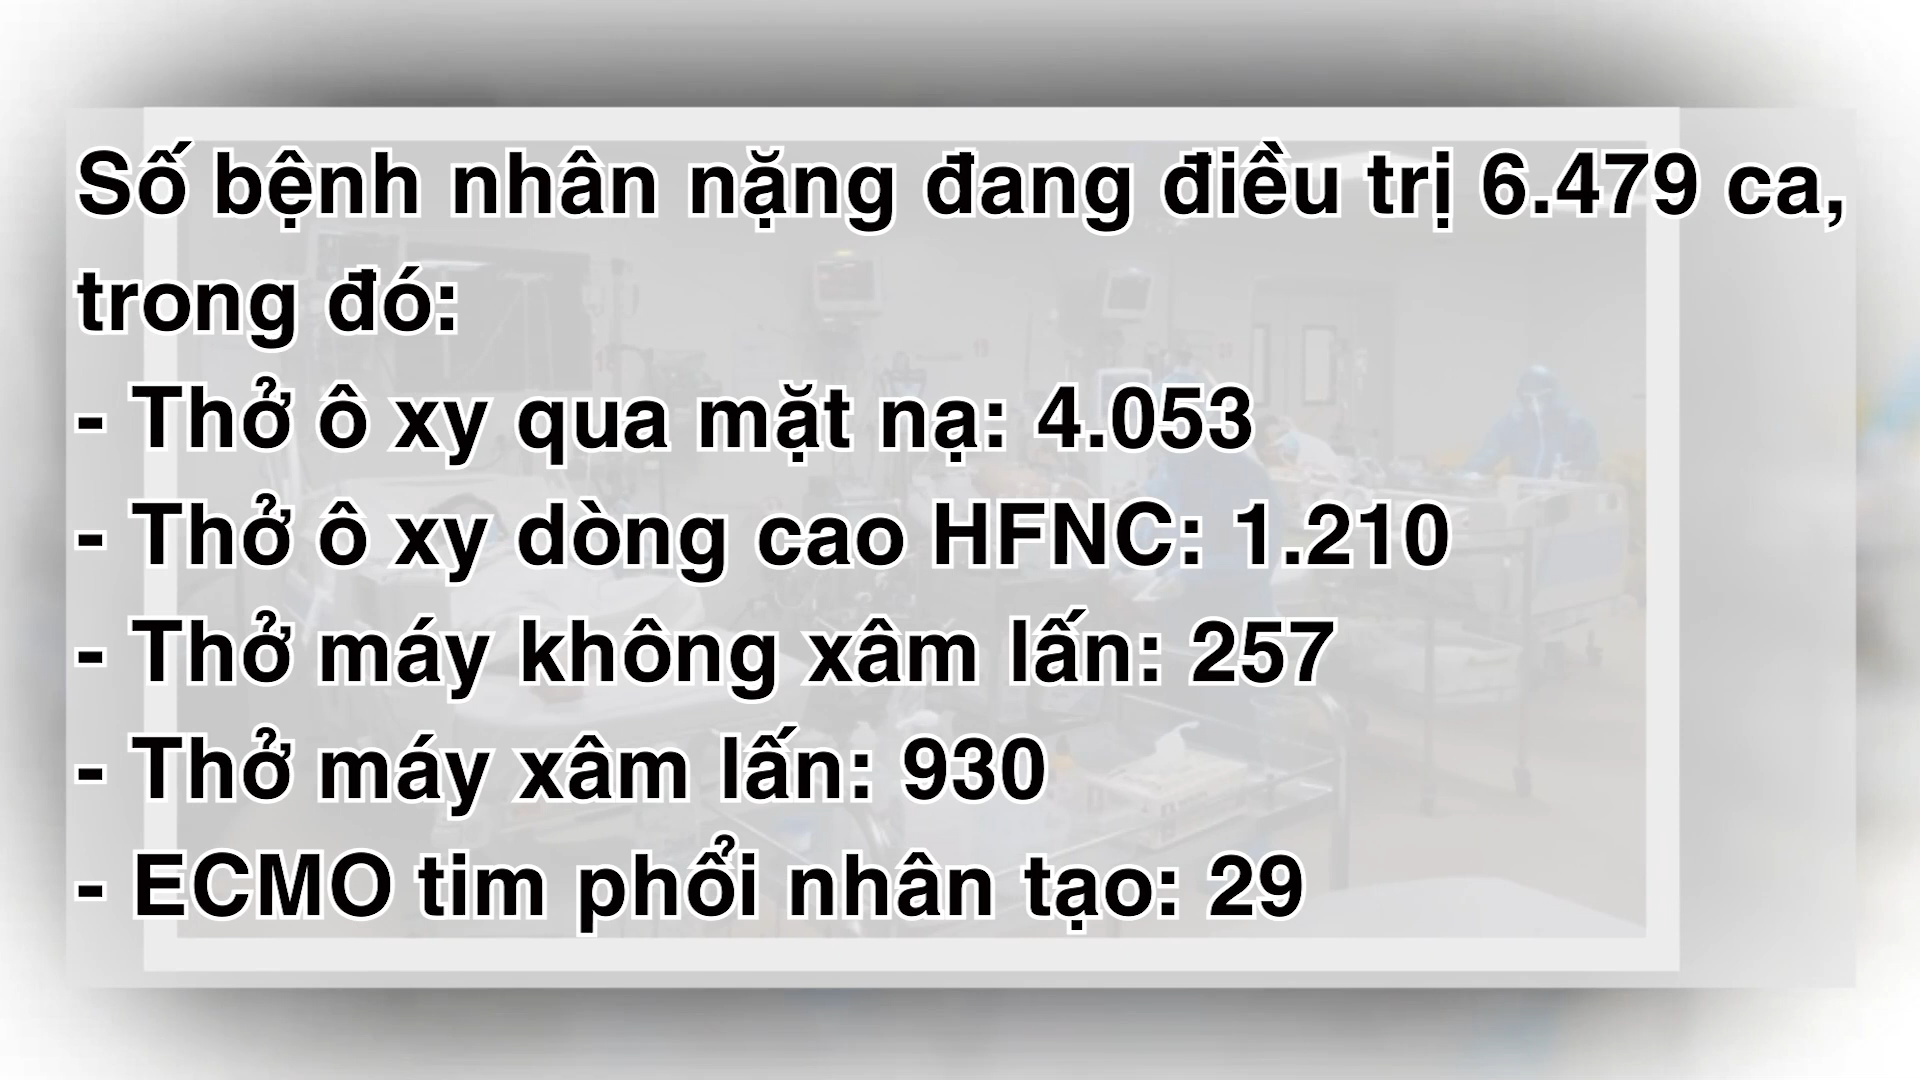 Số bệnh nhân nặng đang điều trị 6.479 ca,
trong đó:
- Thở ô xy qua mặt nạ: 4.053
- Thở ô xy dòng cao HFNC: 1.210
- Thở máy không xâm lấn: 257
- Thở máy xâm lấn: 930
- ECMO tim phổi nhân tạo: 29